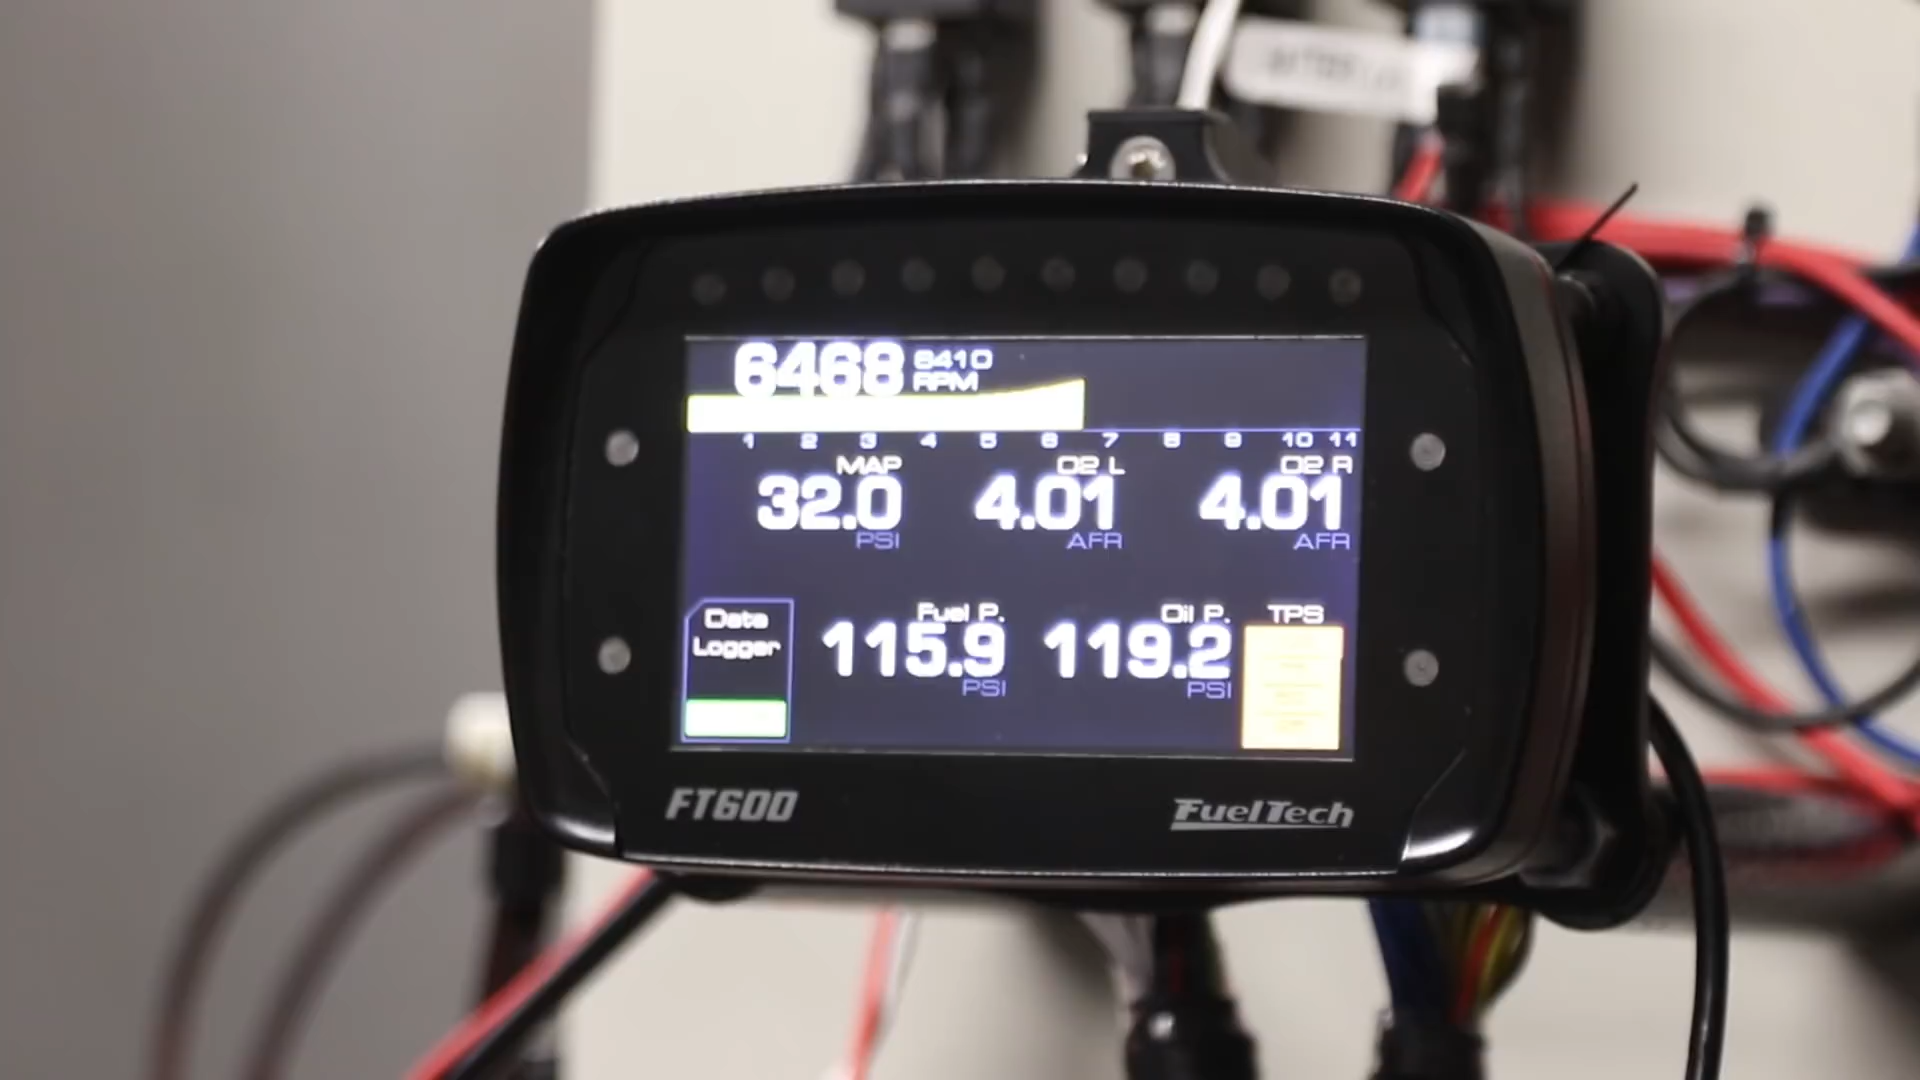 6468 6410
RPM
1 2 3 4 5 6 7 8 9 10 11
MAP O2 L O2 R
32.0 4.01 4.01
PSI AFR AFR
Data Logger
Fuel P. Oil P. TPS
115.9 119.2
PSI PSI
FT600 FuelTech